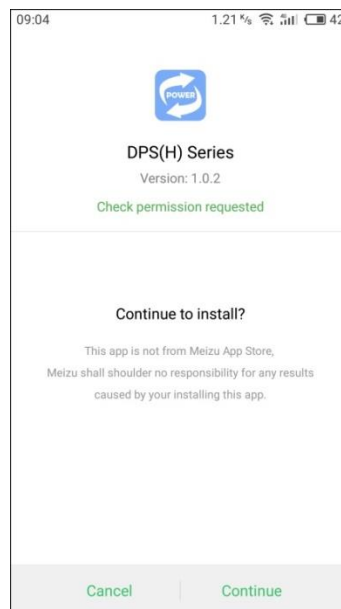 09:04 1.21 K/s 42
POWER
DPS(H) Series
Version: 1.0.2
Check permission requested
Continue to install?
This app is not from Meizu App Store,
Meizu shall shoulder no responsibility for any results
caused by your installing this app.
Cancel Continue